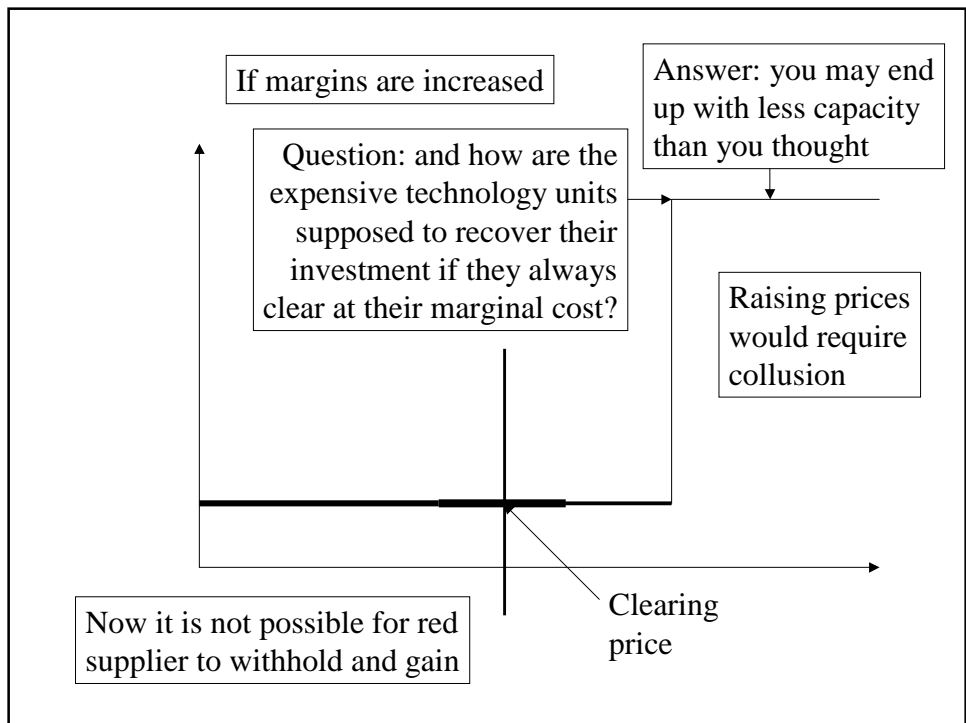 If margins are increased
Answer: you may end
up with less capacity
than you thought
Question: and how are the
expensive technology units
supposed to recover their
investment if they always
clear at their marginal cost?
Raising prices
would require
collusion
Clearing
price
Now it is not possible for red
supplier to withhold and gain